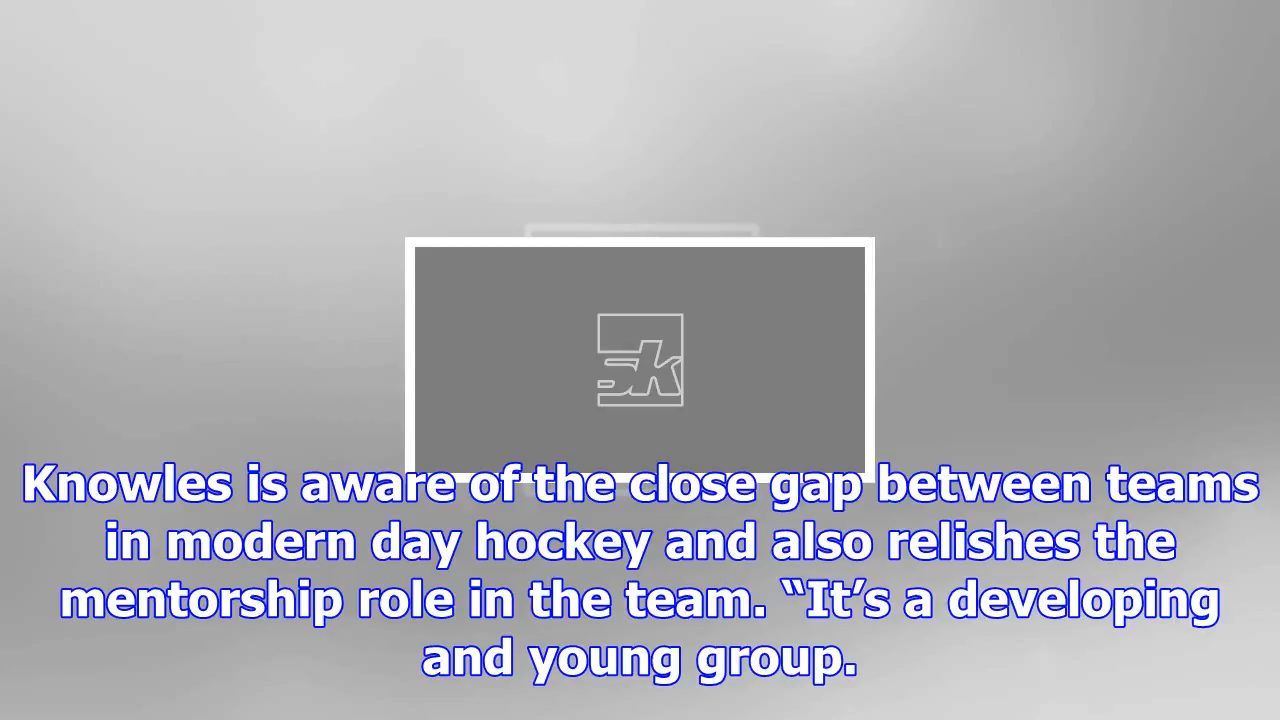 sk
Knowles is aware of the close gap between teams
in modern day hockey and also relishes the
mentorship role in the team. “It’s a developing
and young group.